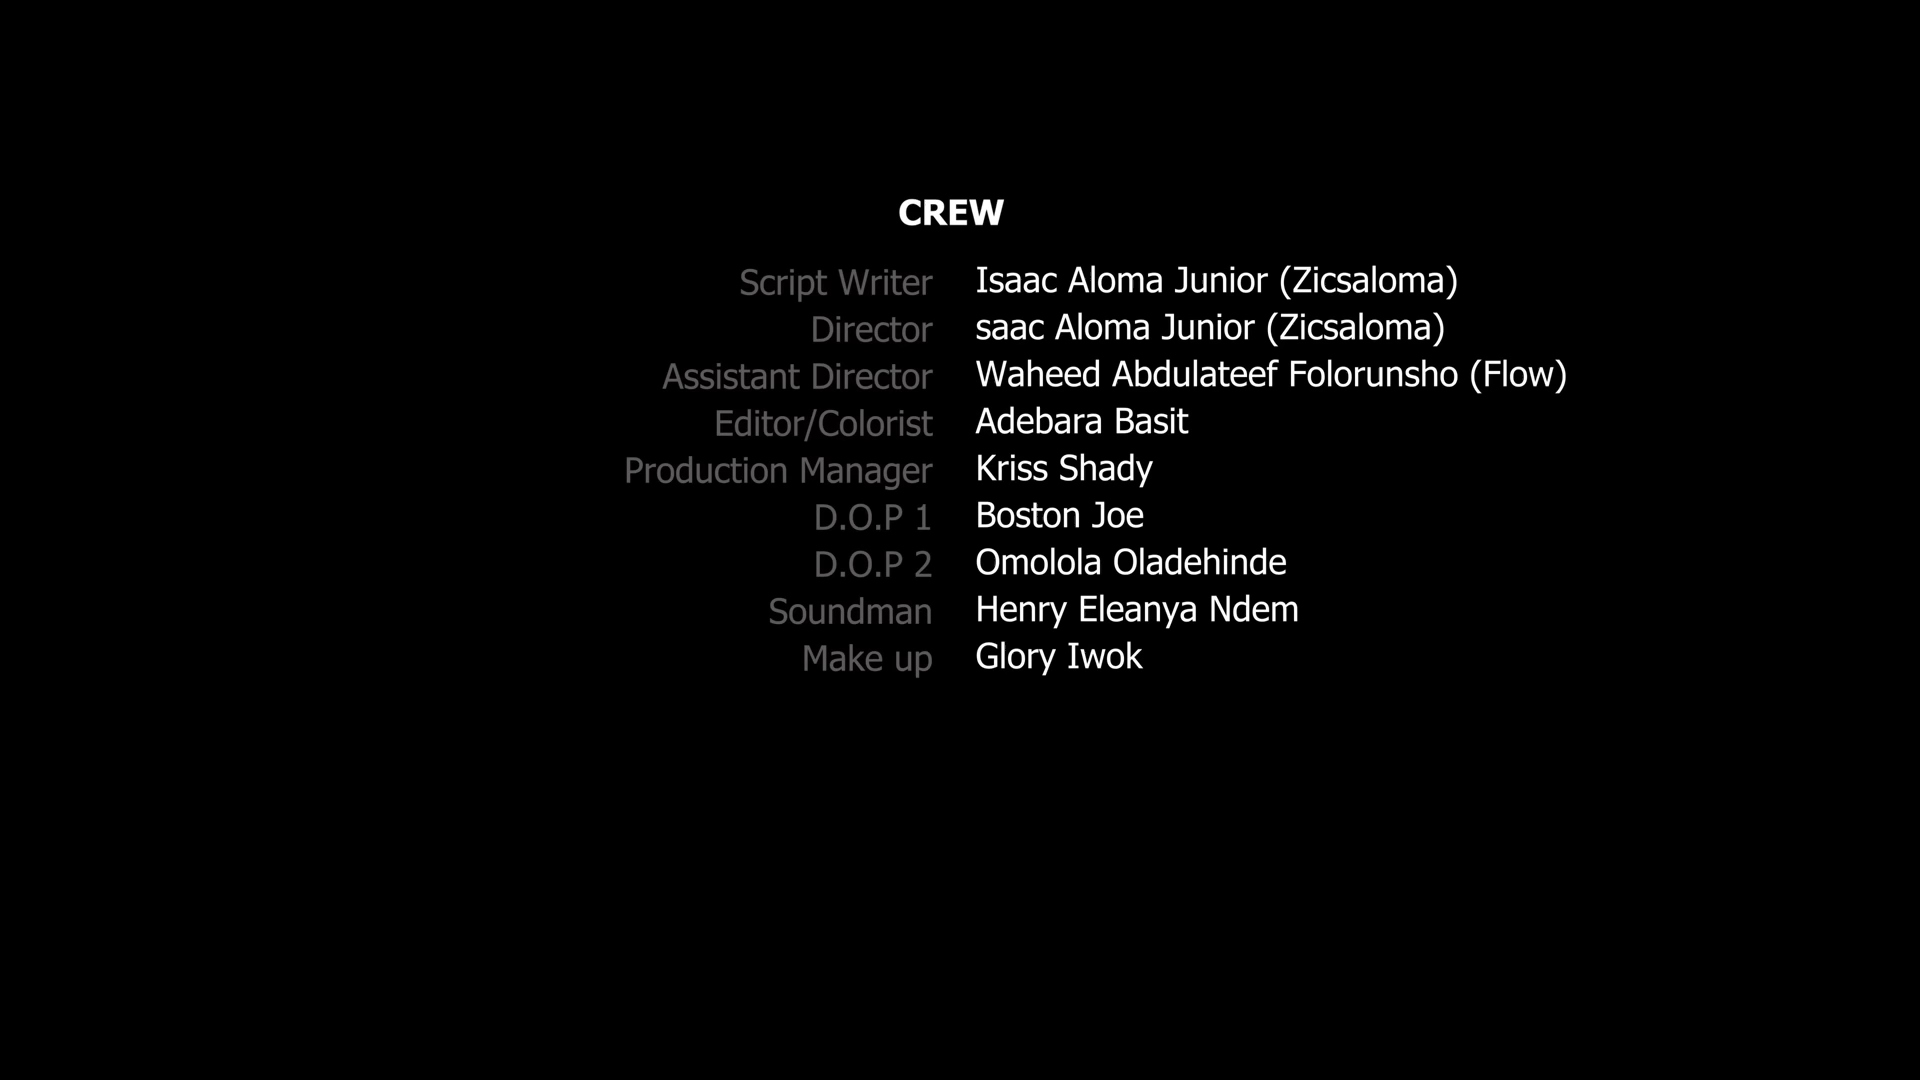 CREW
Script Writer Isaac Aloma Junior (Zicsaloma)
Director saac Aloma Junior (Zicsaloma)
Assistant Director Waheed Abdulateef Folorunsho (Flow)
Editor/Colorist Adebara Basit
Production Manager Kriss Shady
D.O.P 1 Boston Joe
D.O.P 2 Omolola Oladehinde
Soundman Henry Eleanya Ndem
Make up Glory Iwok